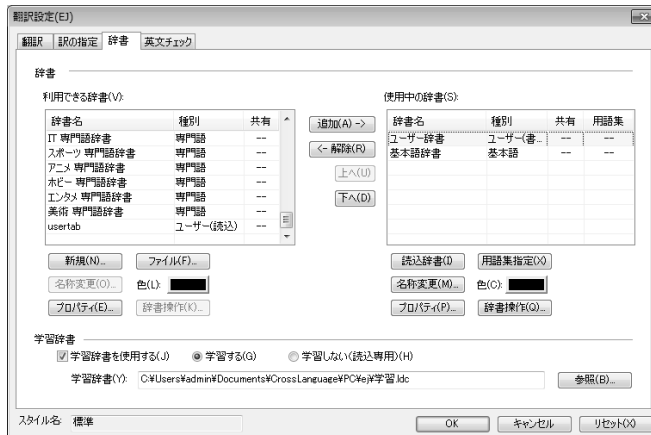 翻訳設定(EJ)
翻訳 訳の指定 辞書 英文チェック
辞書
利用できる辞書(V): 使用中の辞書(S):
辞書名 種別 共有 追加(A) -> 辞書名 種別 共有 用語集
IT 専門語辞書 専門語 -- ユーザー辞書 ユーザー(書... -- --
スポーツ 専門語辞書 専門語 -- <- 解除(R) 基本語辞書 基本語 -- --
アニメ 専門語辞書 専門語 -- 上へ(U)
ホビー 専門語辞書 専門語 --
エンタメ 専門語辞書 専門語 -- 下へ(D)
美術 専門語辞書 専門語 --
usertab ユーザー(読込) --
新規(N)... ファイル(F)... 読込辞書(I) 用語集指定(X)
名称変更(O)... 色(L): 名称変更(M)... 色(C):
プロパティ(E)... 辞書操作(K)... プロパティ(P)... 辞書操作(Q)...
学習辞書
学習辞書を使用する(J) 学習する(G) 学習しない(読込専用)(H)
学習辞書(Y): C:¥Users¥admin¥Documents¥CrossLanguage¥PC¥ej¥学習.ldc 参照(B)...
スタイル名: 標準 OK キャンセル リセット(X)